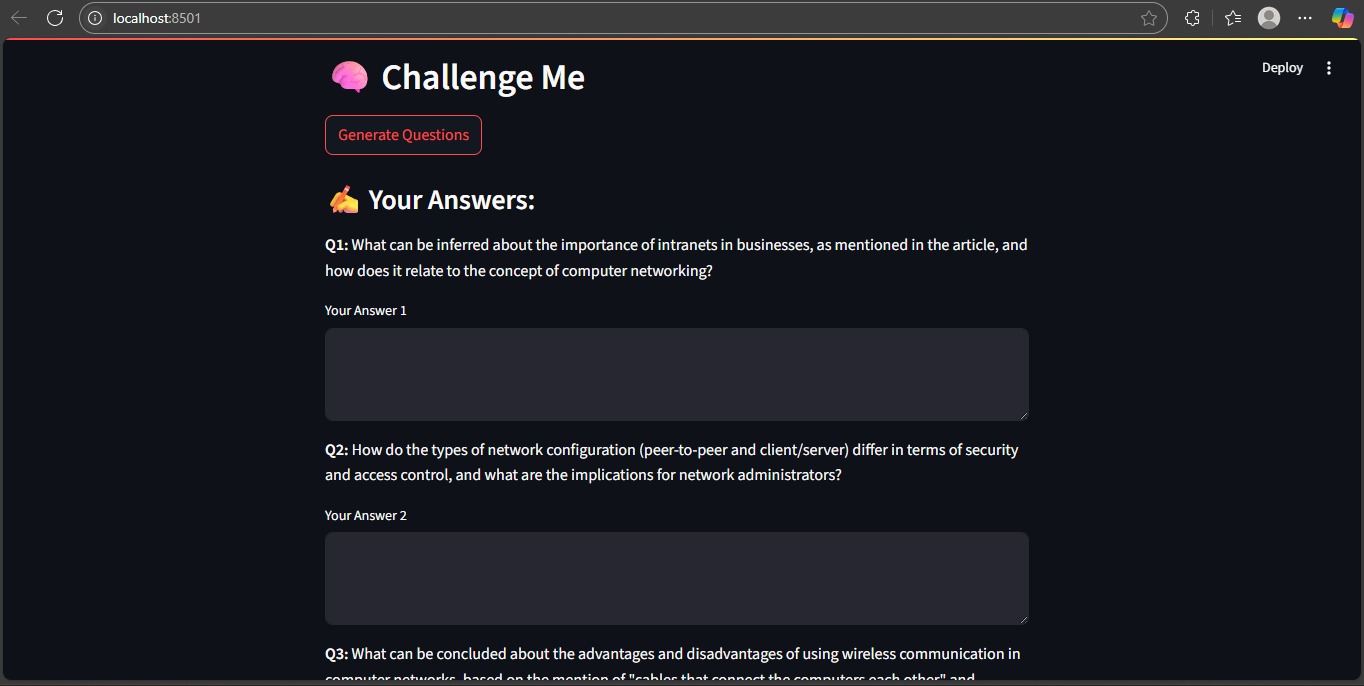 localhost:8501
Deploy
🧠 Challenge Me
Generate Questions
✍️ Your Answers:
Q1: What can be inferred about the importance of intranets in businesses, as mentioned in the article, and
how does it relate to the concept of computer networking?
Your Answer 1
Q2: How do the types of network configuration (peer-to-peer and client/server) differ in terms of security
and access control, and what are the implications for network administrators?
Your Answer 2
Q3: What can be concluded about the advantages and disadvantages of using wireless communication in
computer networks, based on the mention of "cables that connect the computers each other" and